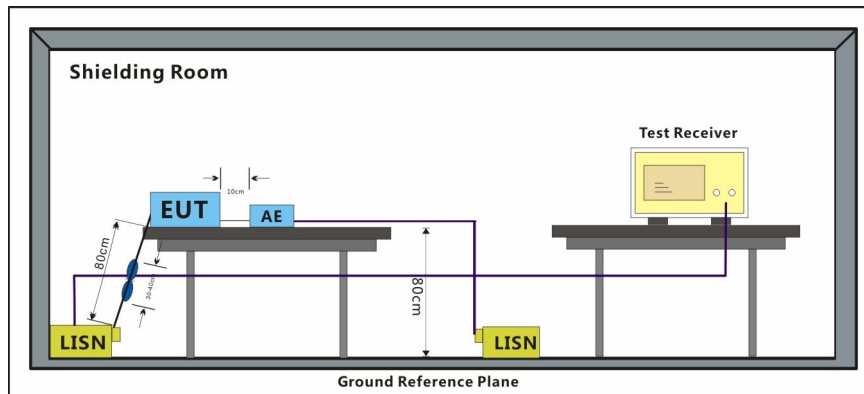 Shielding Room
Test Receiver
10cm
EUT
AE
80cm
30-40cm
80cm
LISN
LISN
Ground Reference Plane